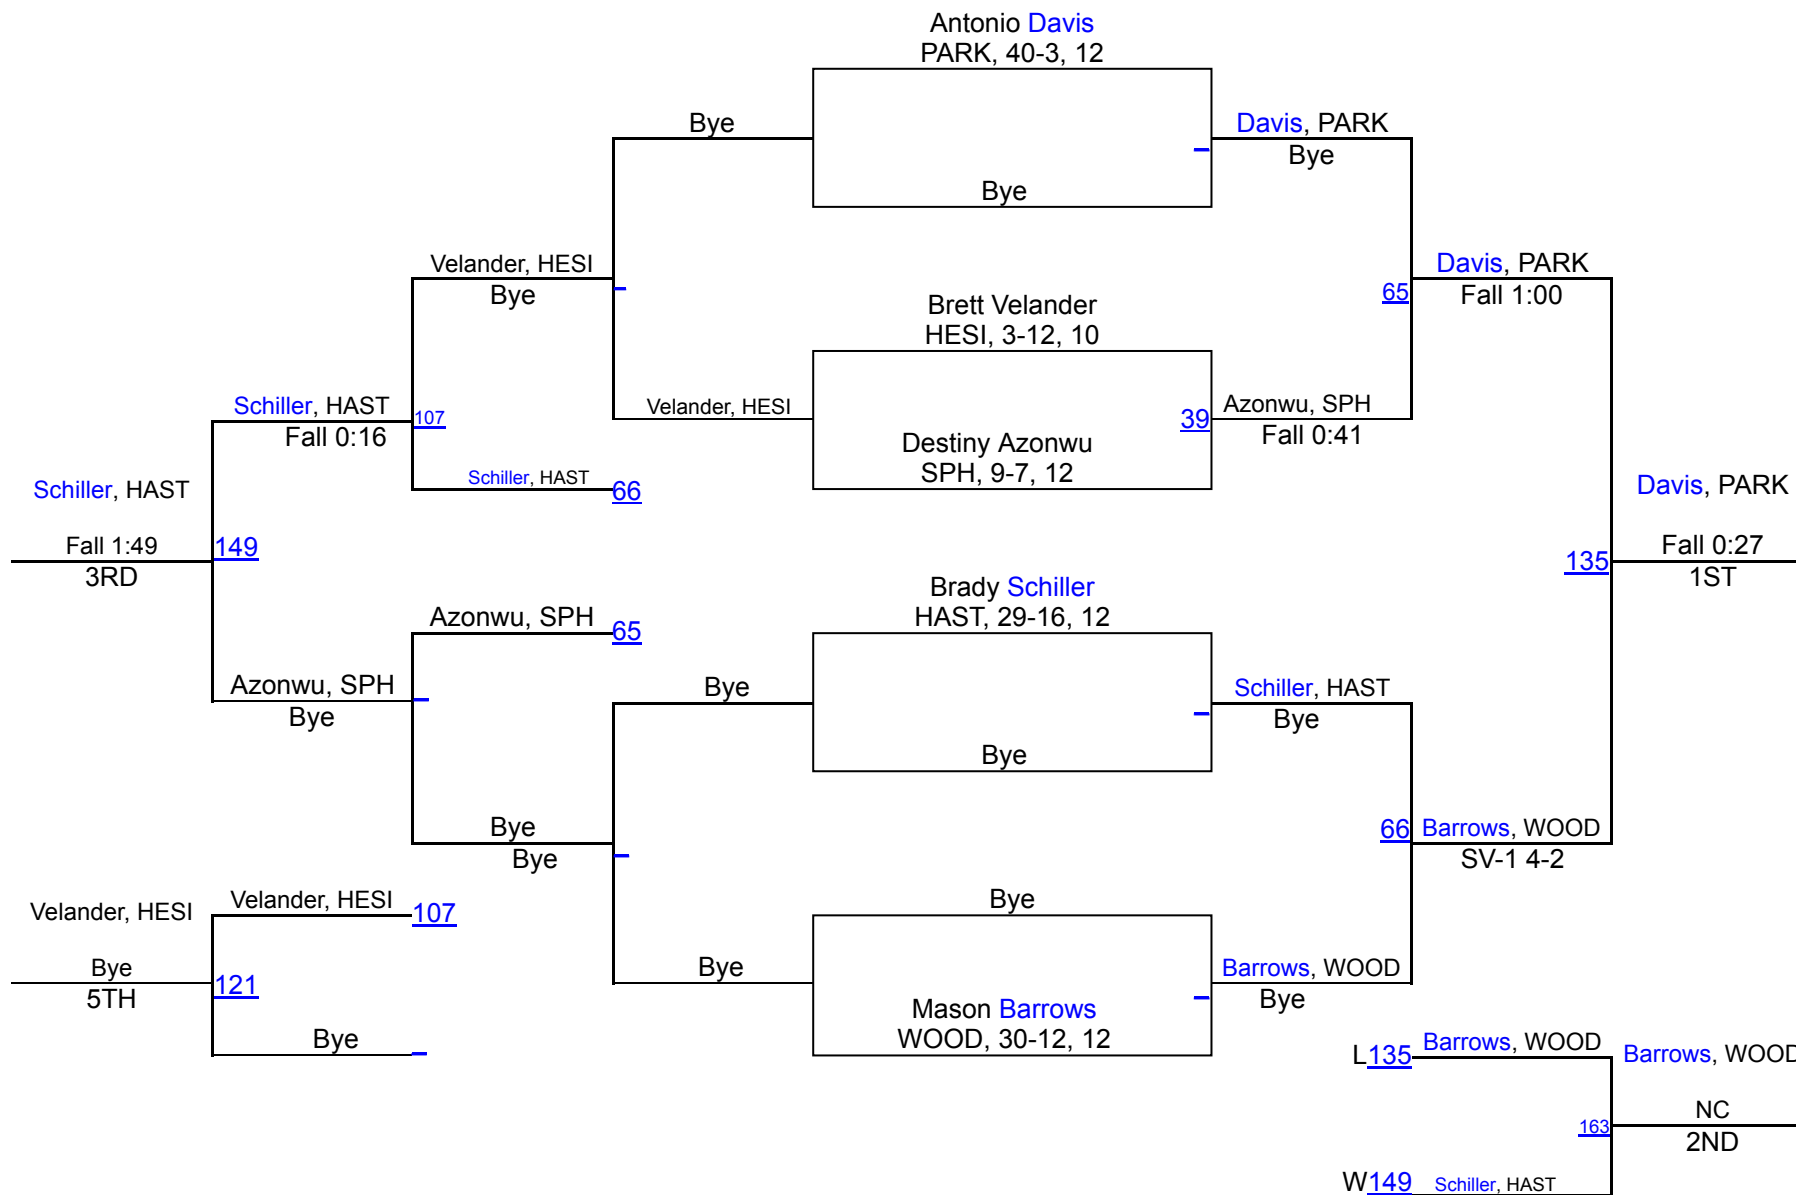 Antonio Davis
PARK, 40-3, 12
Bye
Davis, PARK
Bye
Bye
Velander, HESI
Bye
Davis, PARK
65
Fall 1:00
Brett Velander
HESI, 3-12, 10
Schiller, HAST
107
Fall 0:16
Velander, HESI
39
Azonwu, SPH
Fall 0:41
Destiny Azonwu
SPH, 9-7, 12
Schiller, HAST
66
Schiller, HAST
Davis, PARK
Fall 1:49
149
3RD
Fall 0:27
135
1ST
Brady Schiller
HAST, 29-16, 12
Azonwu, SPH
65
Azonwu, SPH
Bye
Bye
Schiller, HAST
Bye
Bye
Bye
Bye
66
Barrows, WOOD
SV-1 4-2
Velander, HESI
Velander, HESI
107
Bye
Bye
121
5TH
Bye
Barrows, WOOD
Bye
Mason Barrows
WOOD, 30-12, 12
Bye
L135
Barrows, WOOD
Barrows, WOOD
NC
163
2ND
W149
Schiller, HAST